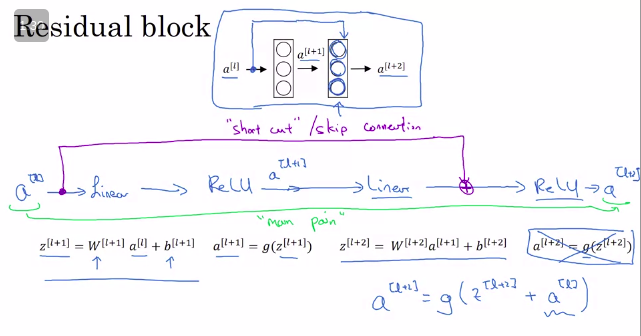 Residual block
a^[l] a^[l+1] a^[l+2]
"short cut" / skip connection
a^[l] → Linear → ReLU a^[l+1] → Linear → ReLU → a^[l+2]
"main path"
z^[l+1] = W^[l+1] a^[l] + b^[l+1] a^[l+1] = g(z^[l+1]) z^[l+2] = W^[l+2] a^[l+1] + b^[l+2] a^[l+2] = g(z^[l+2])
a^[l+2] = g(z^[l+2] + a^[l])